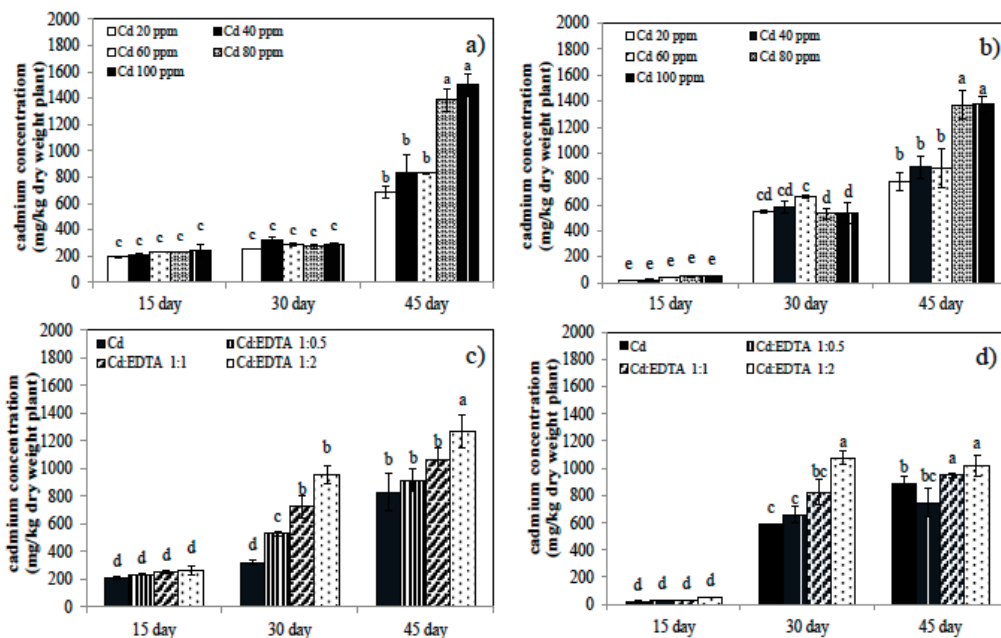 cadmium concentration
(mg/kg dry weight plant)
2000
1800
1600
1400
1200
1000
800
600
400
200
0
Cd 20 ppm Cd 40 ppm
Cd 60 ppm Cd 80 ppm
Cd 100 ppm
a)
c c c c c
c c c c c
b b b a a
15 day 30 day 45 day
cadmium concentration
(mg/kg dry weight plant)
2000
1800
1600
1400
1200
1000
800
600
400
200
0
Cd 20 ppm Cd 40 ppm
Cd 60 ppm Cd 80 ppm
Cd 100 ppm
b)
e e e e e
cd cd c d d
b b b a a
15 day 30 day 45 day
cadmium concentration
(mg/kg dry weight plant)
2000
1800
1600
1400
1200
1000
800
600
400
200
0
Cd Cd:EDTA 1:0.5
Cd:EDTA 1:1 Cd:EDTA 1:2
c)
d d d d
d c b b
b b b a
15 day 30 day 45 day
cadmium concentration
(mg/kg dry weight plant)
2000
1800
1600
1400
1200
1000
800
600
400
200
0
Cd Cd:EDTA 1:0.5
Cd:EDTA 1:1 Cd:EDTA 1:2
d)
d d d d
c c bc a
b bc a a
15 day 30 day 45 day